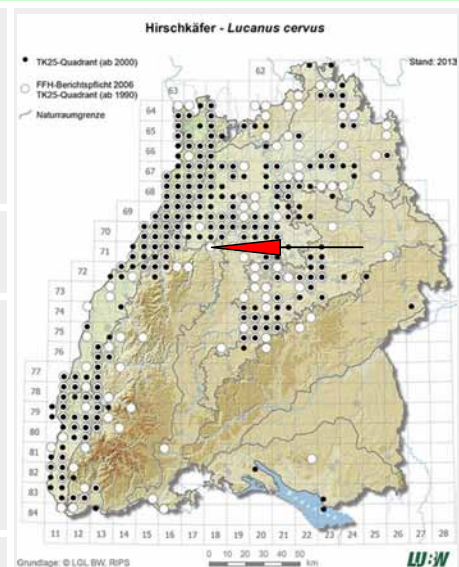 Hirschkäfer - Lucanus cervus
TK25-Quadrant (ab 2000)
FFH-Berichtspflicht 2006
TK25-Quadrant (ab 1990)
Naturraumgrenze
Stand: 2013
62
63
64
65
66
67
68
69
70
71
72
73
74
75
76
77
78
79
80
81
82
83
84
11 12 13 14 15 16 17 18 19 20 21 22 23 24 25 26 27 28
Grundlage: © LGL BW, RIPS
0 10 20 30 40 50
km
LUBW